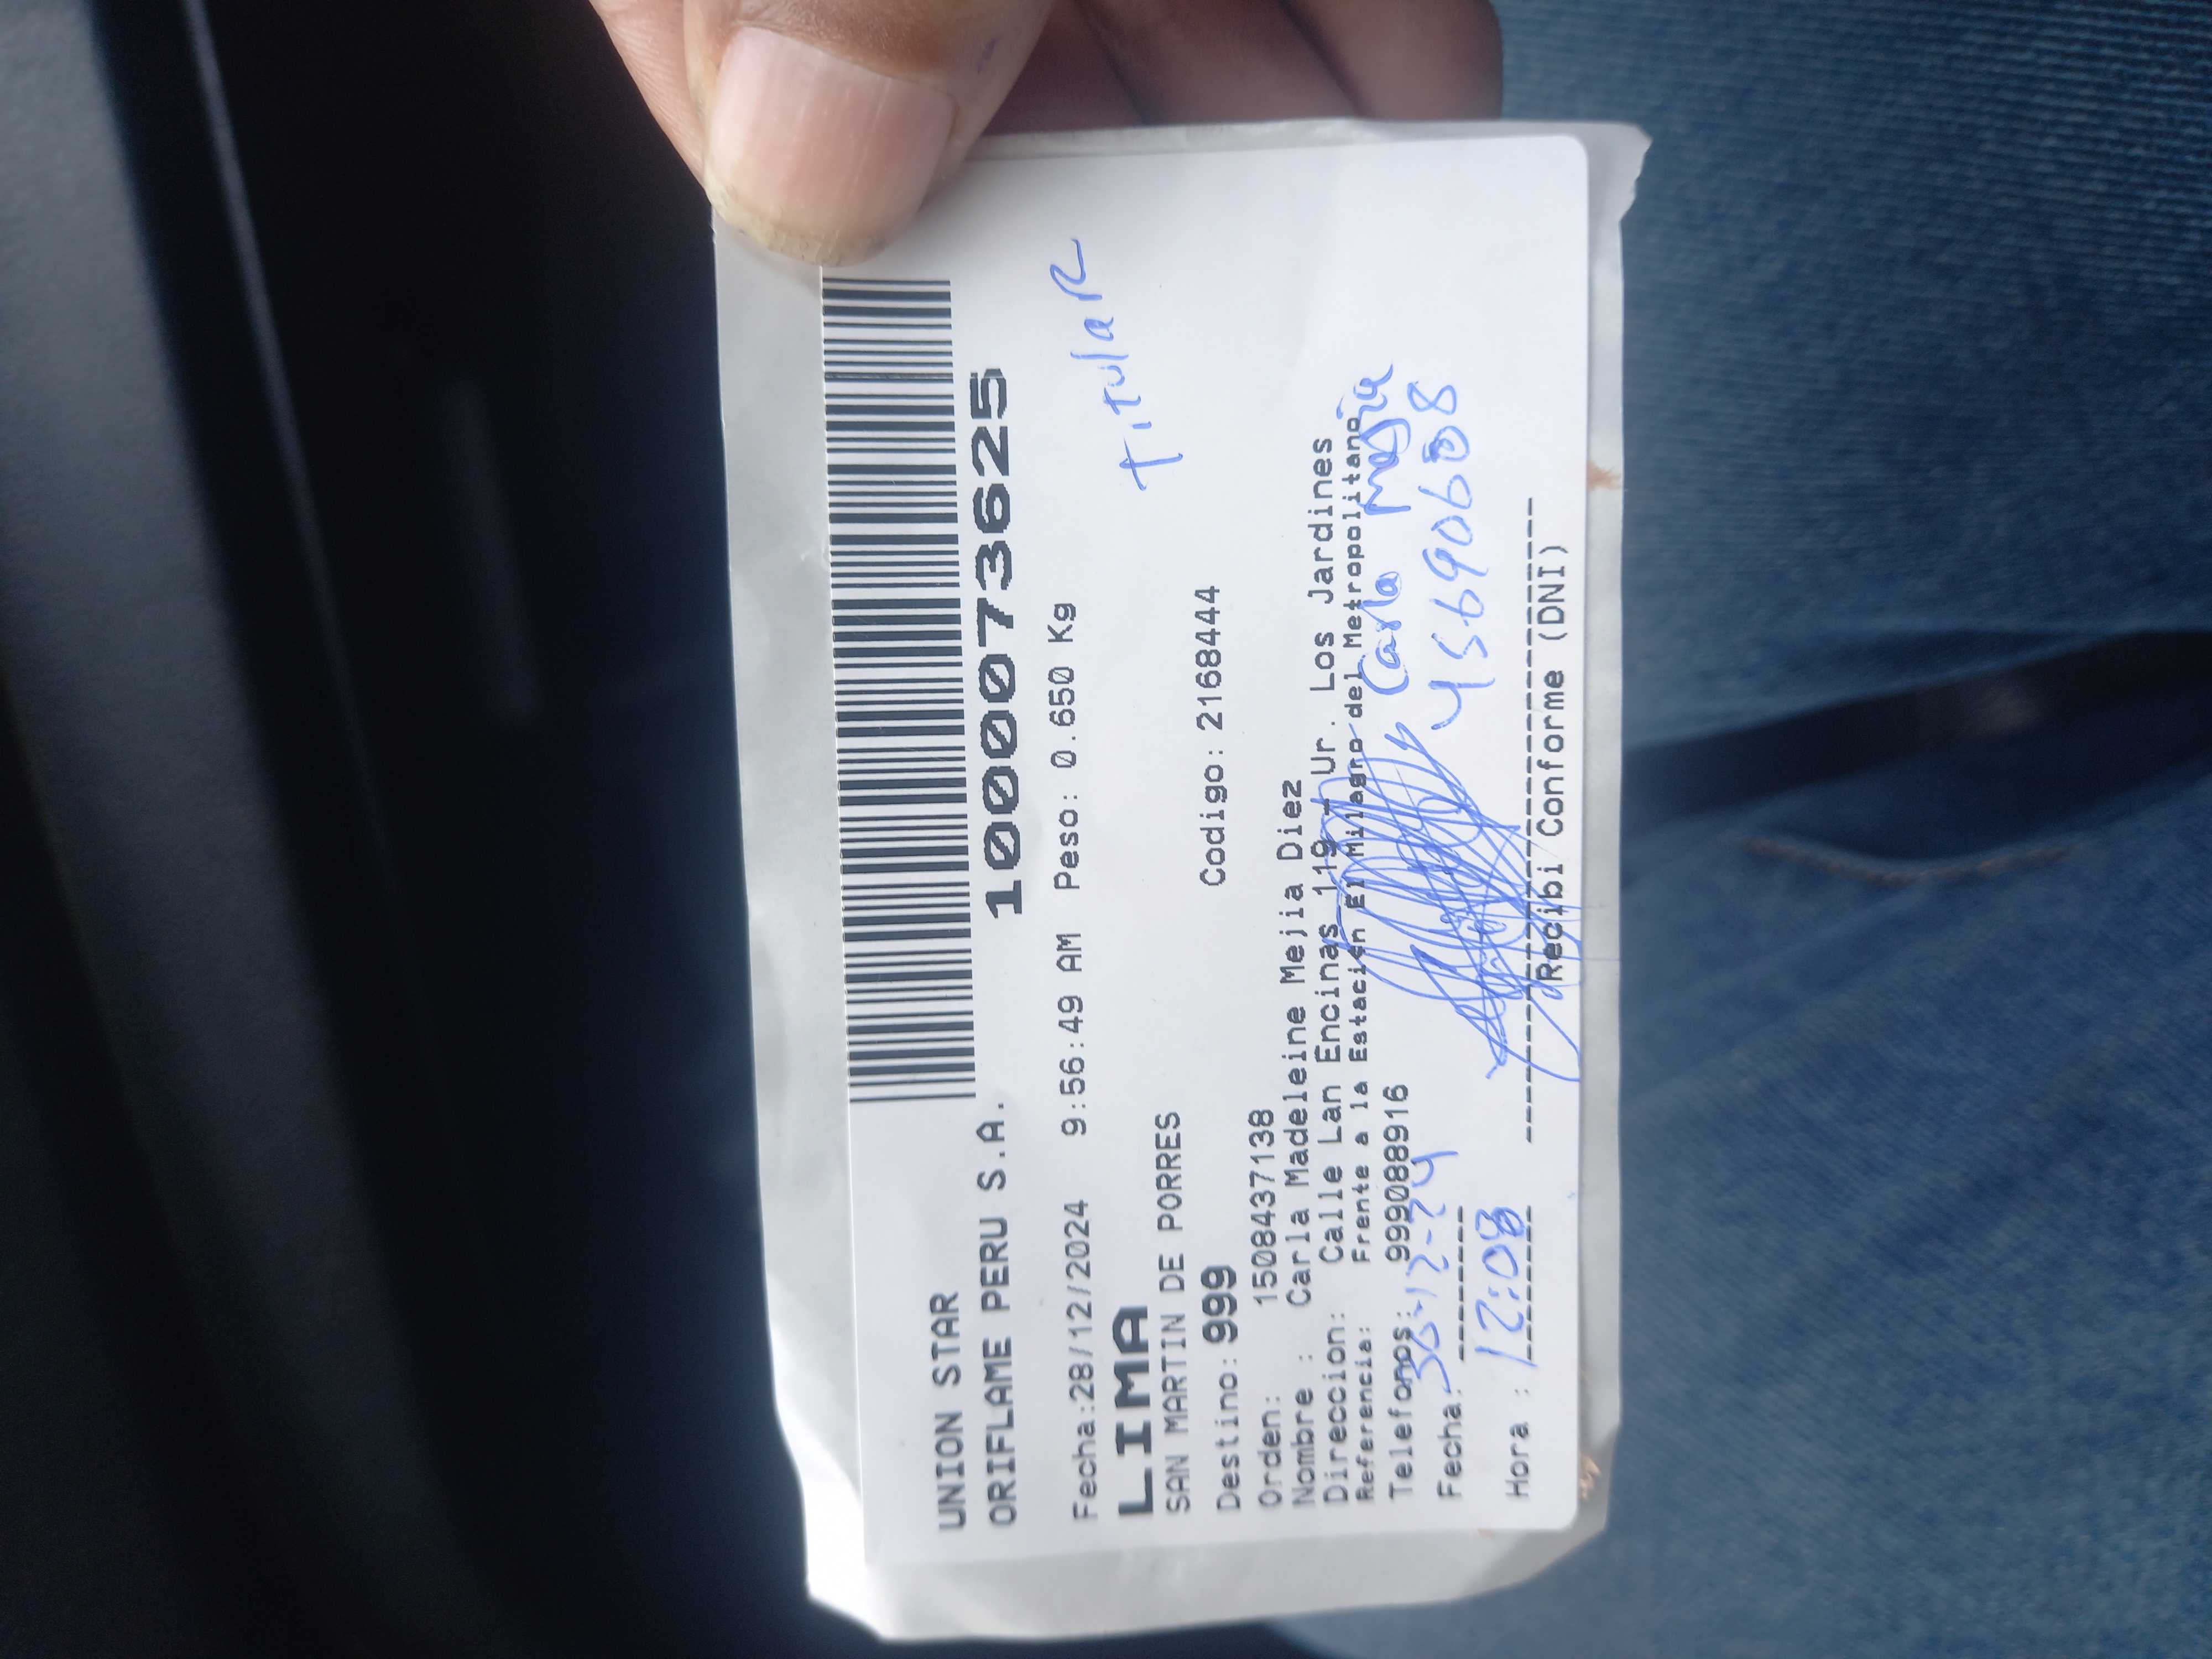 UNION STAR
ORIFLAME PERU S.A.
1000073625
Fecha:28/12/2024 9:56:49 AM Peso: 0.650 Kg
LIMA
TITulaR
SAN MARTIN DE PORRES
Destino: 999 Codigo: 2168444
Orden: 1508437138
Nombre : Carla Madeleine Mejia Diez
Direccion: Calle Lan Encinas 119 - Ur. Los Jardines
Referencia: Frente a la Estación El Milagro del Metropolitano
Telefonos: 999088916
Carla Mejia
Fecha: 30-12-24
Hora : 12:08
Recibi Conforme (DNI)